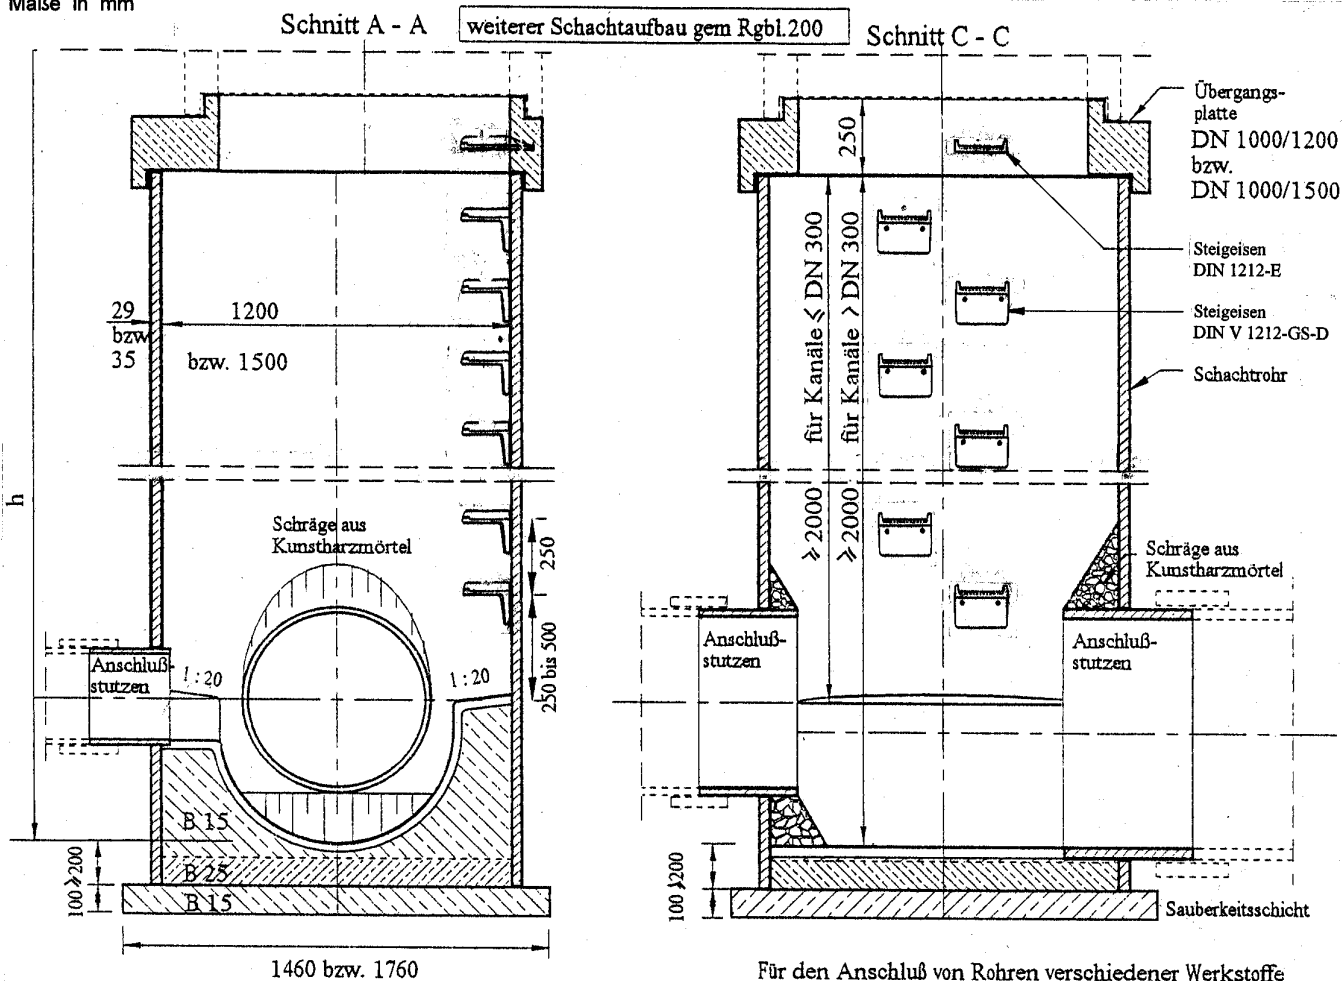 Maße in mm
Schnitt A - A
weiterer Schachtaufbau gem Rgbl.200
Schnitt C - C
Übergangs-
platte
DN 1000/1200
bzw.
DN 1000/1500
250
Steigeisen
DIN 1212-E
Steigeisen
DIN V 1212-GS-D
Schachtrohr
29
bzw
35
1200
bzw. 1500
≥2000 für Kanäle ≤ DN 300
≥2000 für Kanäle > DN 300
h
Schräge aus
Kunstharzmörtel
250
250 bis 500
Schräge aus
Kunstharzmörtel
Anschluß-
stutzen
1 : 20
1 : 20
Anschluß-
stutzen
Anschluß-
stutzen
B 15
B 25
B 15
≥200
100
≥200
100
Sauberkeitsschicht
1460 bzw. 1760
Für den Anschluß von Rohren verschiedener Werkstoffe